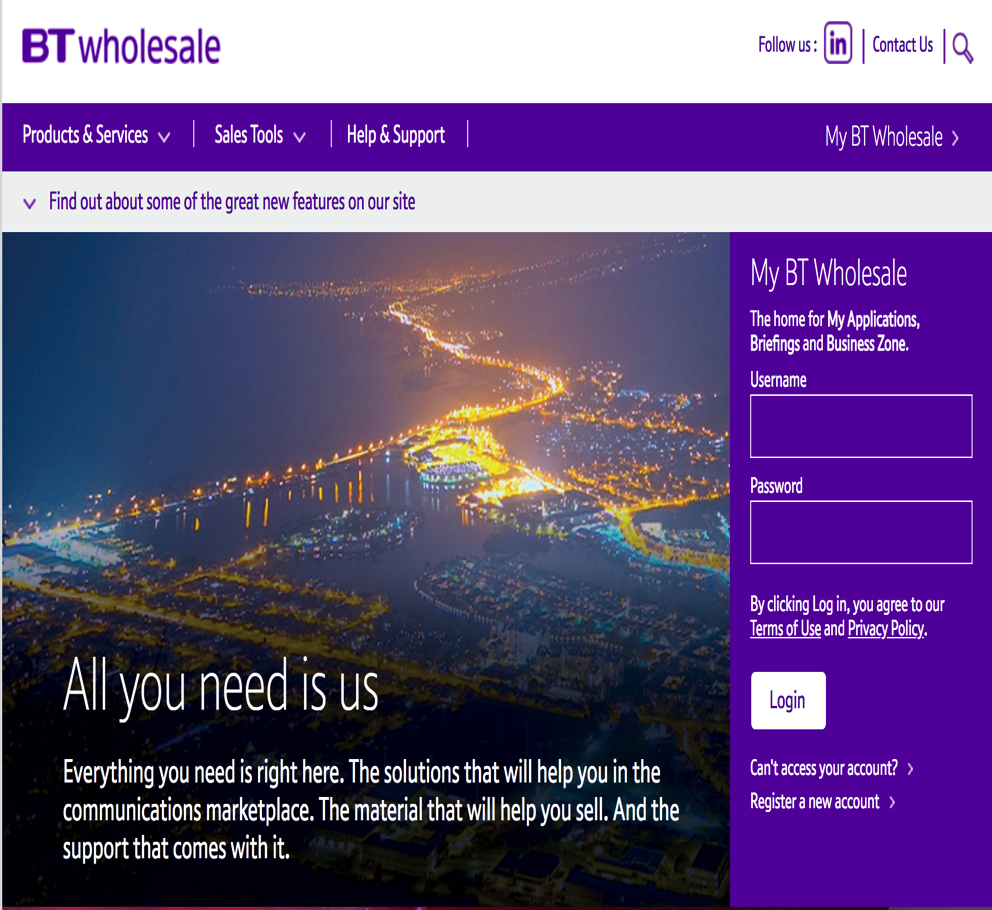 BT wholesale
Follow us :
in
Contact Us
Products & Services
Sales Tools
Help & Support
My BT Wholesale
Find out about some of the great new features on our site
My BT Wholesale
The home for My Applications,
Briefings and Business Zone.
Username
Password
By clicking Log in, you agree to our
Terms of Use and Privacy Policy.
Login
Can't access your account?
Register a new account
All you need is us
Everything you need is right here. The solutions that will help you in the
communications marketplace. The material that will help you sell. And the
support that comes with it.